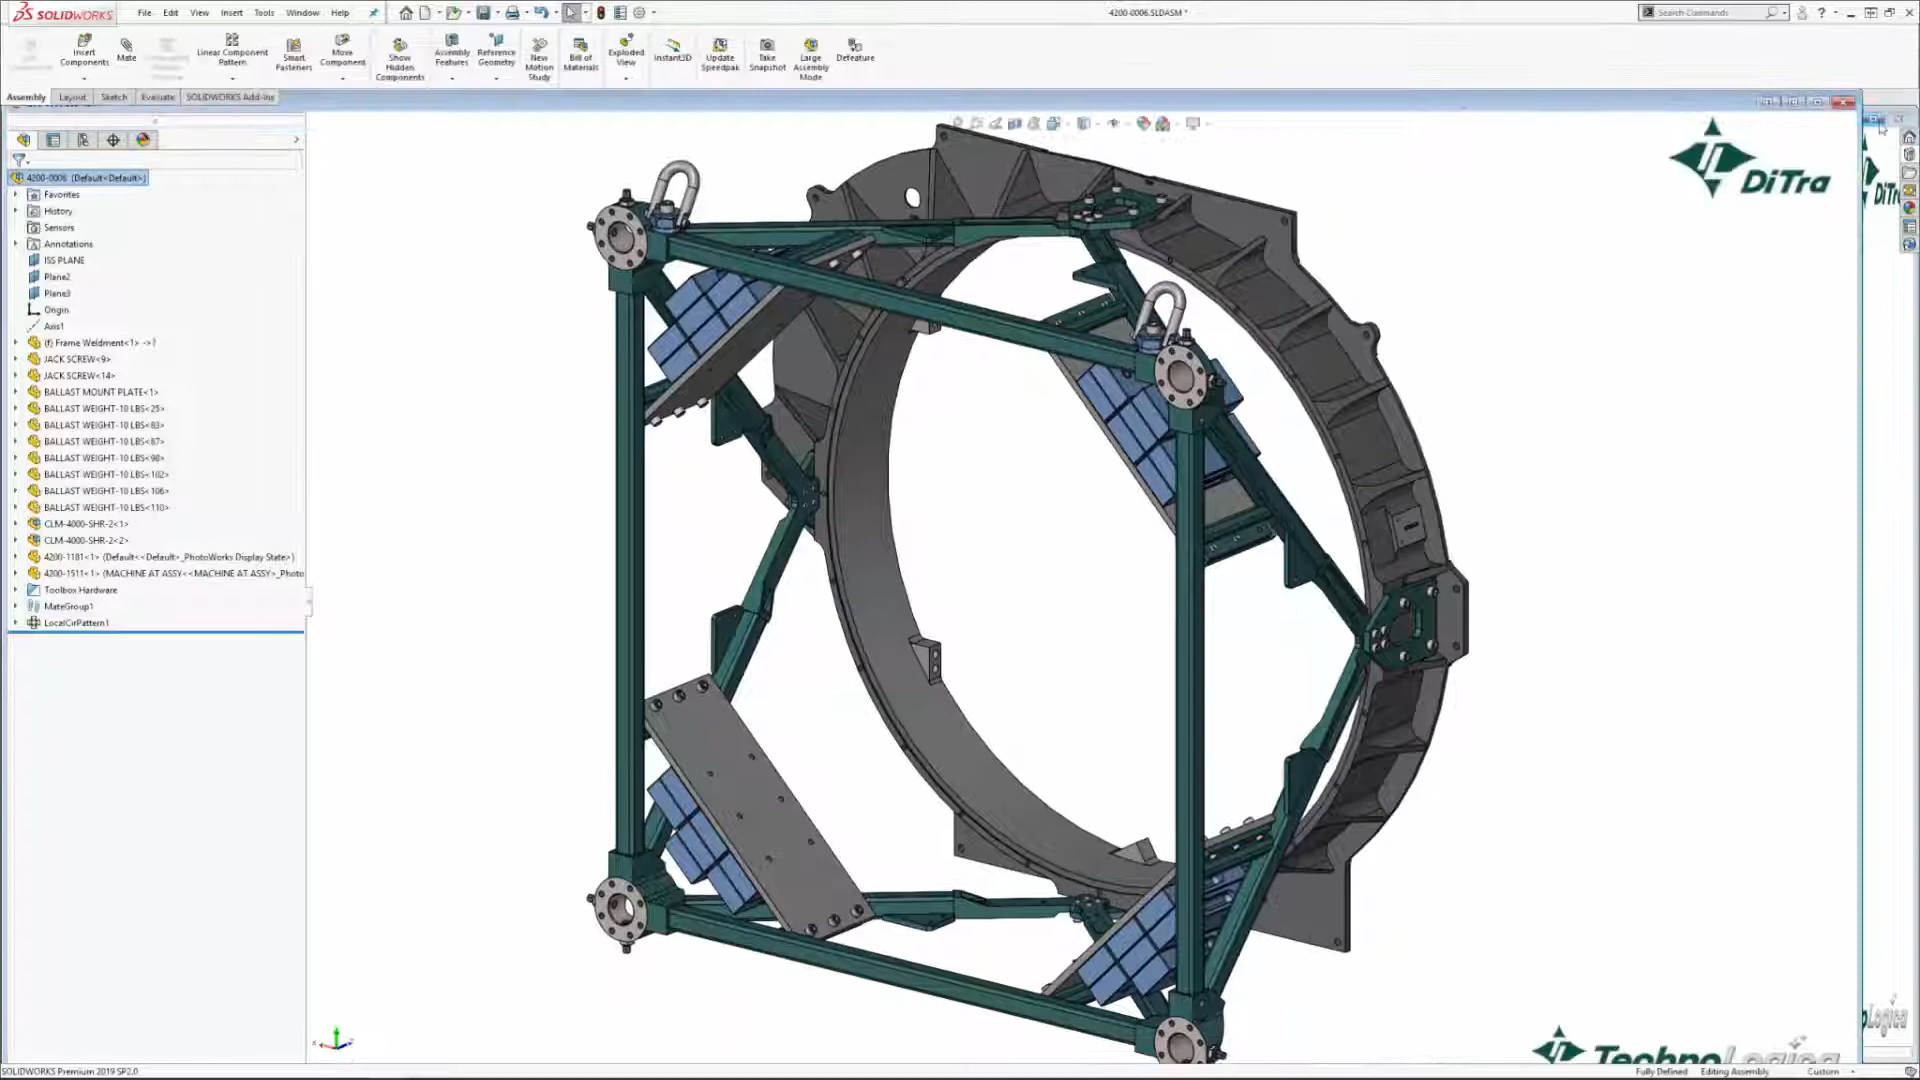 SOLIDWORKS File Edit View Insert Tools Window Help
4200-0006.SLDASM *
Search Commands
Insert Components
Mate
Linear Component Pattern
Smart Fasteners
Move Component
Show Hidden Components
Assembly Features
Reference Geometry
New Motion Study
Bill of Materials
Exploded View
Instant3D
Update Speedpak
Take Snapshot
Large Assembly Mode
Defeature
Assembly Layout Sketch Evaluate SOLIDWORKS Add-Ins
4200-0006 (Default<Default>)
Favorites
History
Sensors
Annotations
ISS PLANE
Plane2
Plane3
Origin
Axis1
(f) Frame Weldment<1> ->
JACK SCREW<9>
JACK SCREW<14>
BALLAST MOUNT PLATE<1>
BALLAST WEIGHT-10 LBS<25>
BALLAST WEIGHT-10 LBS<83>
BALLAST WEIGHT-10 LBS<87>
BALLAST WEIGHT-10 LBS<98>
BALLAST WEIGHT-10 LBS<102>
BALLAST WEIGHT-10 LBS<106>
BALLAST WEIGHT-10 LBS<110>
CLM-4000-SHR-2<1>
CLM-4000-SHR-2<2>
4200-1181<1> (Default<<Default>_PhotoWorks Display State>)
4200-1511<1> (MACHINE AT ASSY<<MACHINE AT ASSY>_Photo
Toolbox Hardware
MateGroup1
LocalCirPattern1
DiTra
DiTra
TechnoLogica
Logica
SOLIDWORKS Premium 2019 SP2.0
Fully Defined Editing Assembly Custom